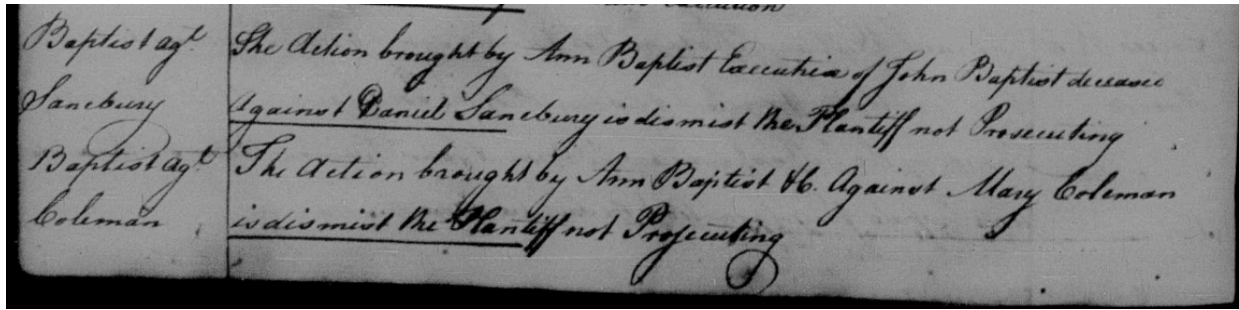 execution
Baptist agt. The Action brought by Ann Baptist Executrix of John Baptist deceased
Sanebury against Daniel Sanebury is dismist the Plantiff not Prosecuting
Baptist agt. The Action brought by Ann Baptist &C. Against Mary Coleman
Coleman is dismist the Plantiff not Prosecuting